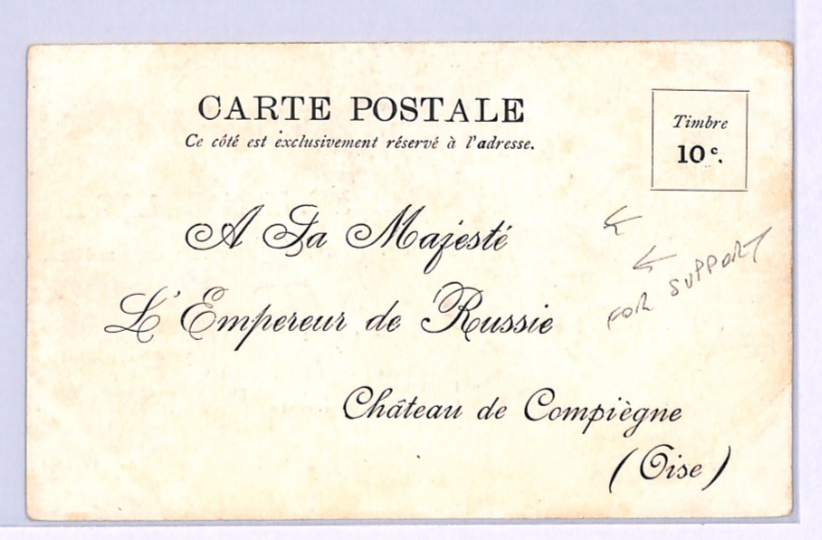 CARTE POSTALE
Ce côté est exclusivement réservé à l'adresse.
Timbre
10 c.
A Sa Majesté
L'Empereur de Russie
FOR SUPPORT
Château de Compiègne
(Oise)